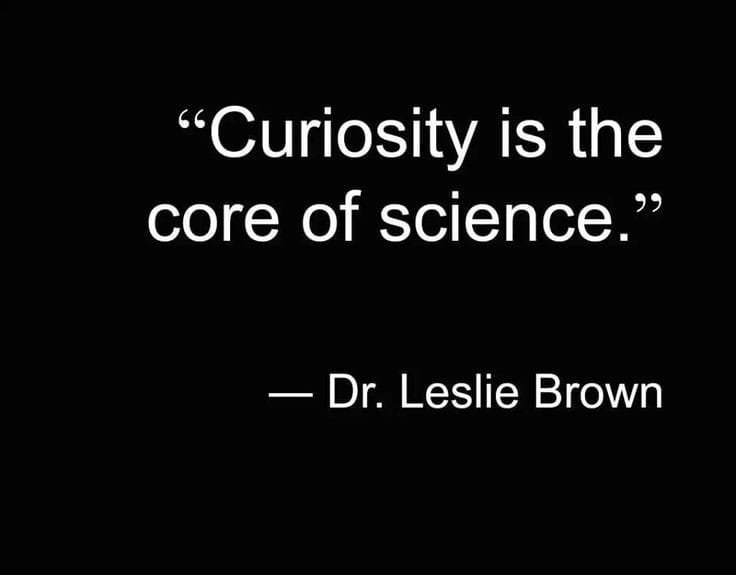 “Curiosity is the
core of science.”
— Dr. Leslie Brown